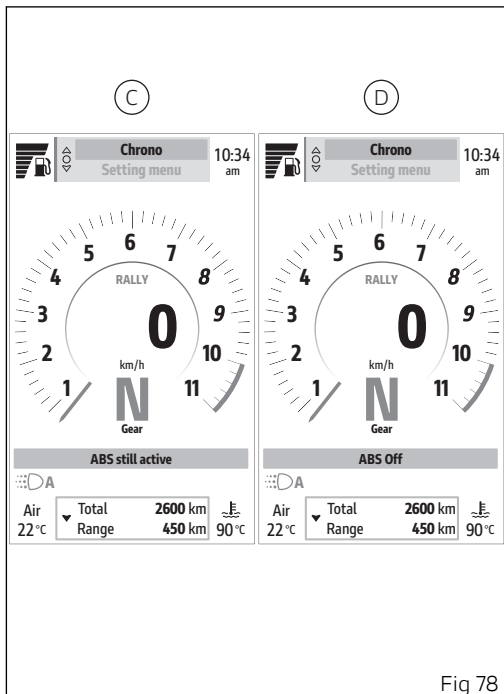 C
D
Chrono
Setting menu
10:34
am
1
2
3
4
5
6
7
8
9
10
11
RALLY
0
km/h
N
Gear
ABS still active
A
Air
22 °C
Total 2600 km
Range 450 km
90 °C
Chrono
Setting menu
10:34
am
1
2
3
4
5
6
7
8
9
10
11
RALLY
0
km/h
N
Gear
ABS Off
A
Air
22 °C
Total 2600 km
Range 450 km
90 °C
Fig 78